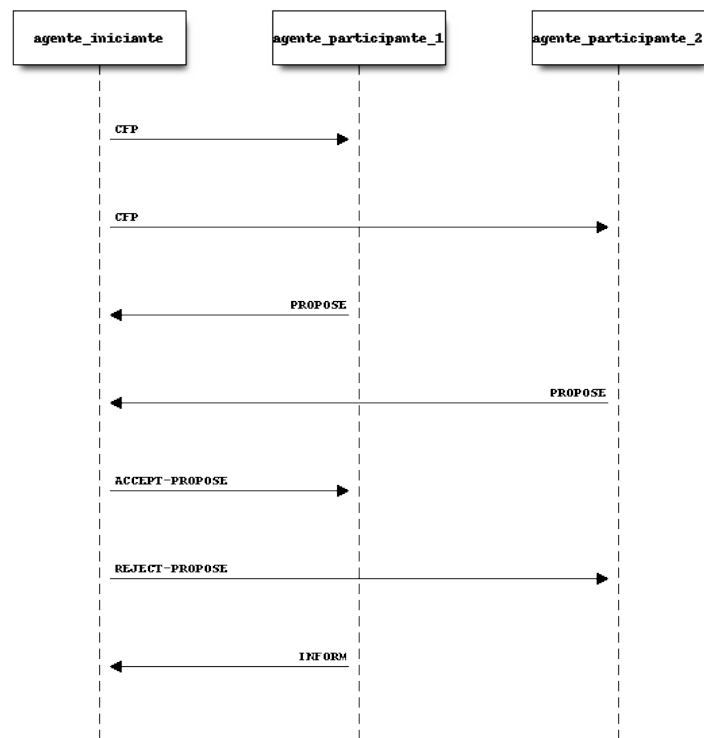 agente_iniciante
agente_participante_1
agente_participante_2
CFP
CFP
PROPOSE
PROPOSE
ACCEPT-PROPOSE
REJECT-PROPOSE
INFORM